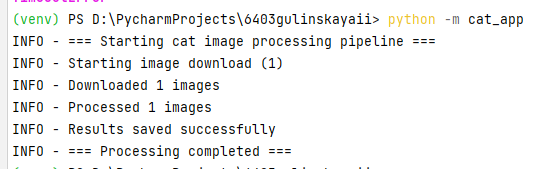 TimeoutError
(venv) PS D:\PycharmProjects\6403gulinskayaii> python -m cat_app
INFO - === Starting cat image processing pipeline ===
INFO - Starting image download (1)
INFO - Downloaded 1 images
INFO - Processed 1 images
INFO - Results saved successfully
INFO - === Processing completed ===